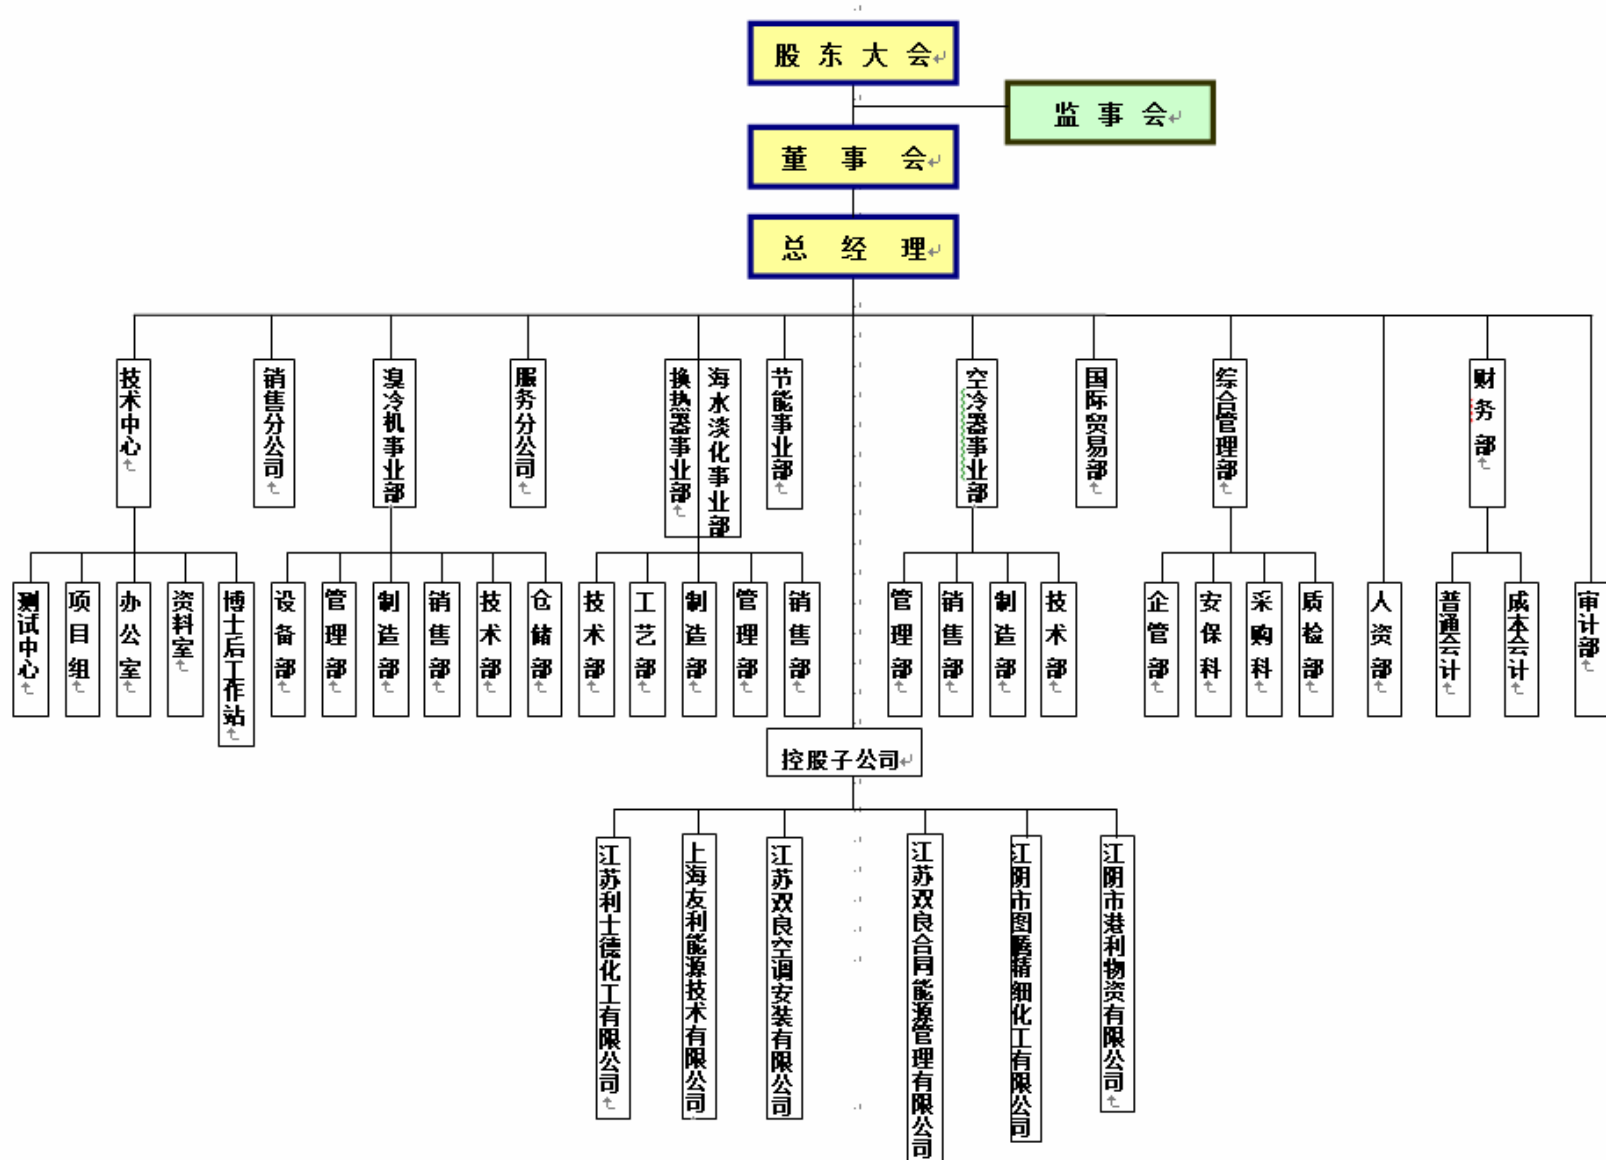 股东大会
监事会
董事会
总经理
技术中心
销售分公司
溴冷机事业部
服务分公司
换热器事业部
海水淡化事业部
节能事业部
空冷器事业部
国际贸易部
综合管理部
财务部
测试中心
项目组
办公室
资料室
博士后工作站
设备部
管理部
制造部
销售部
技术部
仓储部
技术部
工艺部
制造部
管理部
销售部
管理部
销售部
制造部
技术部
企管部
安保科
采购科
质检部
人资部
普通会计
成本会计
审计部
控股子公司
江苏利士德化工有限公司
上海友利能源技术有限公司
江苏双良空调安装有限公司
江苏双良合同能源管理有限公司
江阴市图腾精细化工有限公司
江阴市港利物资有限公司